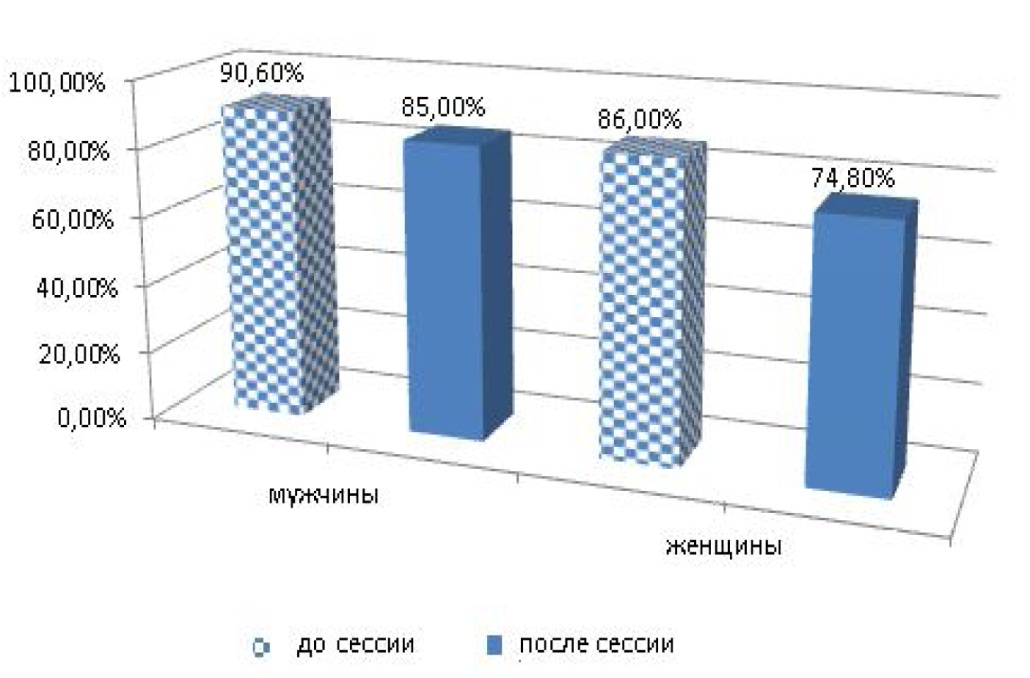 100,00%
80,00%
60,00%
40,00%
20,00%
0,00%
90,60%
85,00%
86,00%
74,80%
мужчины
женщины
до сессии
после сессии